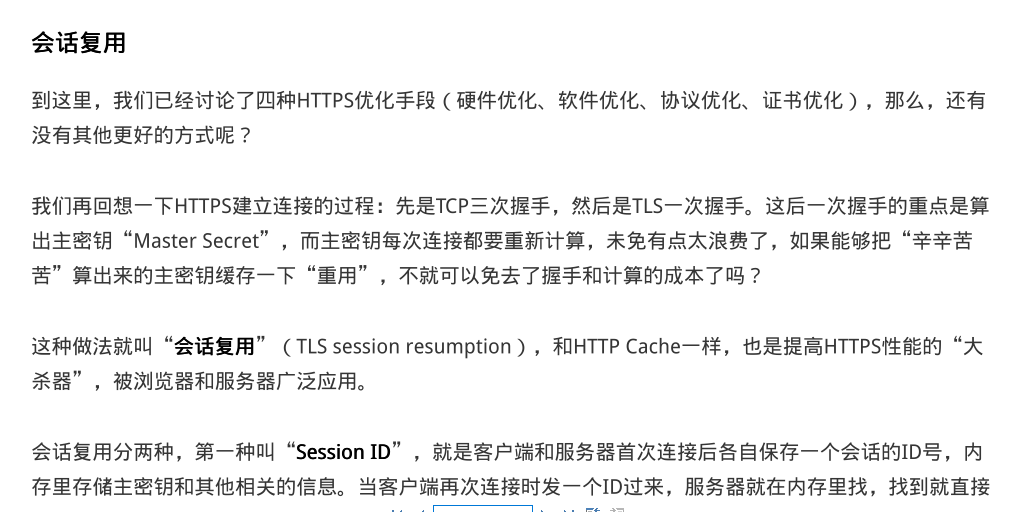 会话复用
到这里，我们已经讨论了四种HTTPS优化手段（硬件优化、软件优化、协议优化、证书优化），那么，还有
没有其他更好的方式呢？
我们再回想一下HTTPS建立连接的过程：先是TCP三次握手，然后是TLS一次握手。这后一次握手的重点是算
出主密钥“Master Secret”，而主密钥每次连接都要重新计算，未免有点太浪费了，如果能够把“辛辛苦
苦”算出来的主密钥缓存一下“重用”，不就可以免去了握手和计算的成本了吗？
这种做法就叫“会话复用”（TLS session resumption），和HTTP Cache一样，也是提高HTTPS性能的“大
杀器”，被浏览器和服务器广泛应用。
会话复用分两种，第一种叫“Session ID”，就是客户端和服务器首次连接后各自保存一个会话的ID号，内
存里存储主密钥和其他相关的信息。当客户端再次连接时发一个ID过来，服务器就在内存里找，找到就直接